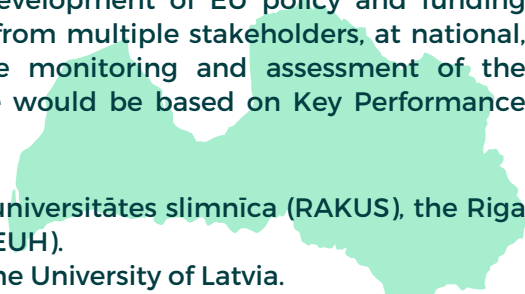 evelopment of EU policy and funding
from multiple stakeholders, at national,
e monitoring and assessment of the
e would be based on Key Performance
universitātes slimnīca (RAKUS), the Riga
EUH).
he University of Latvia.